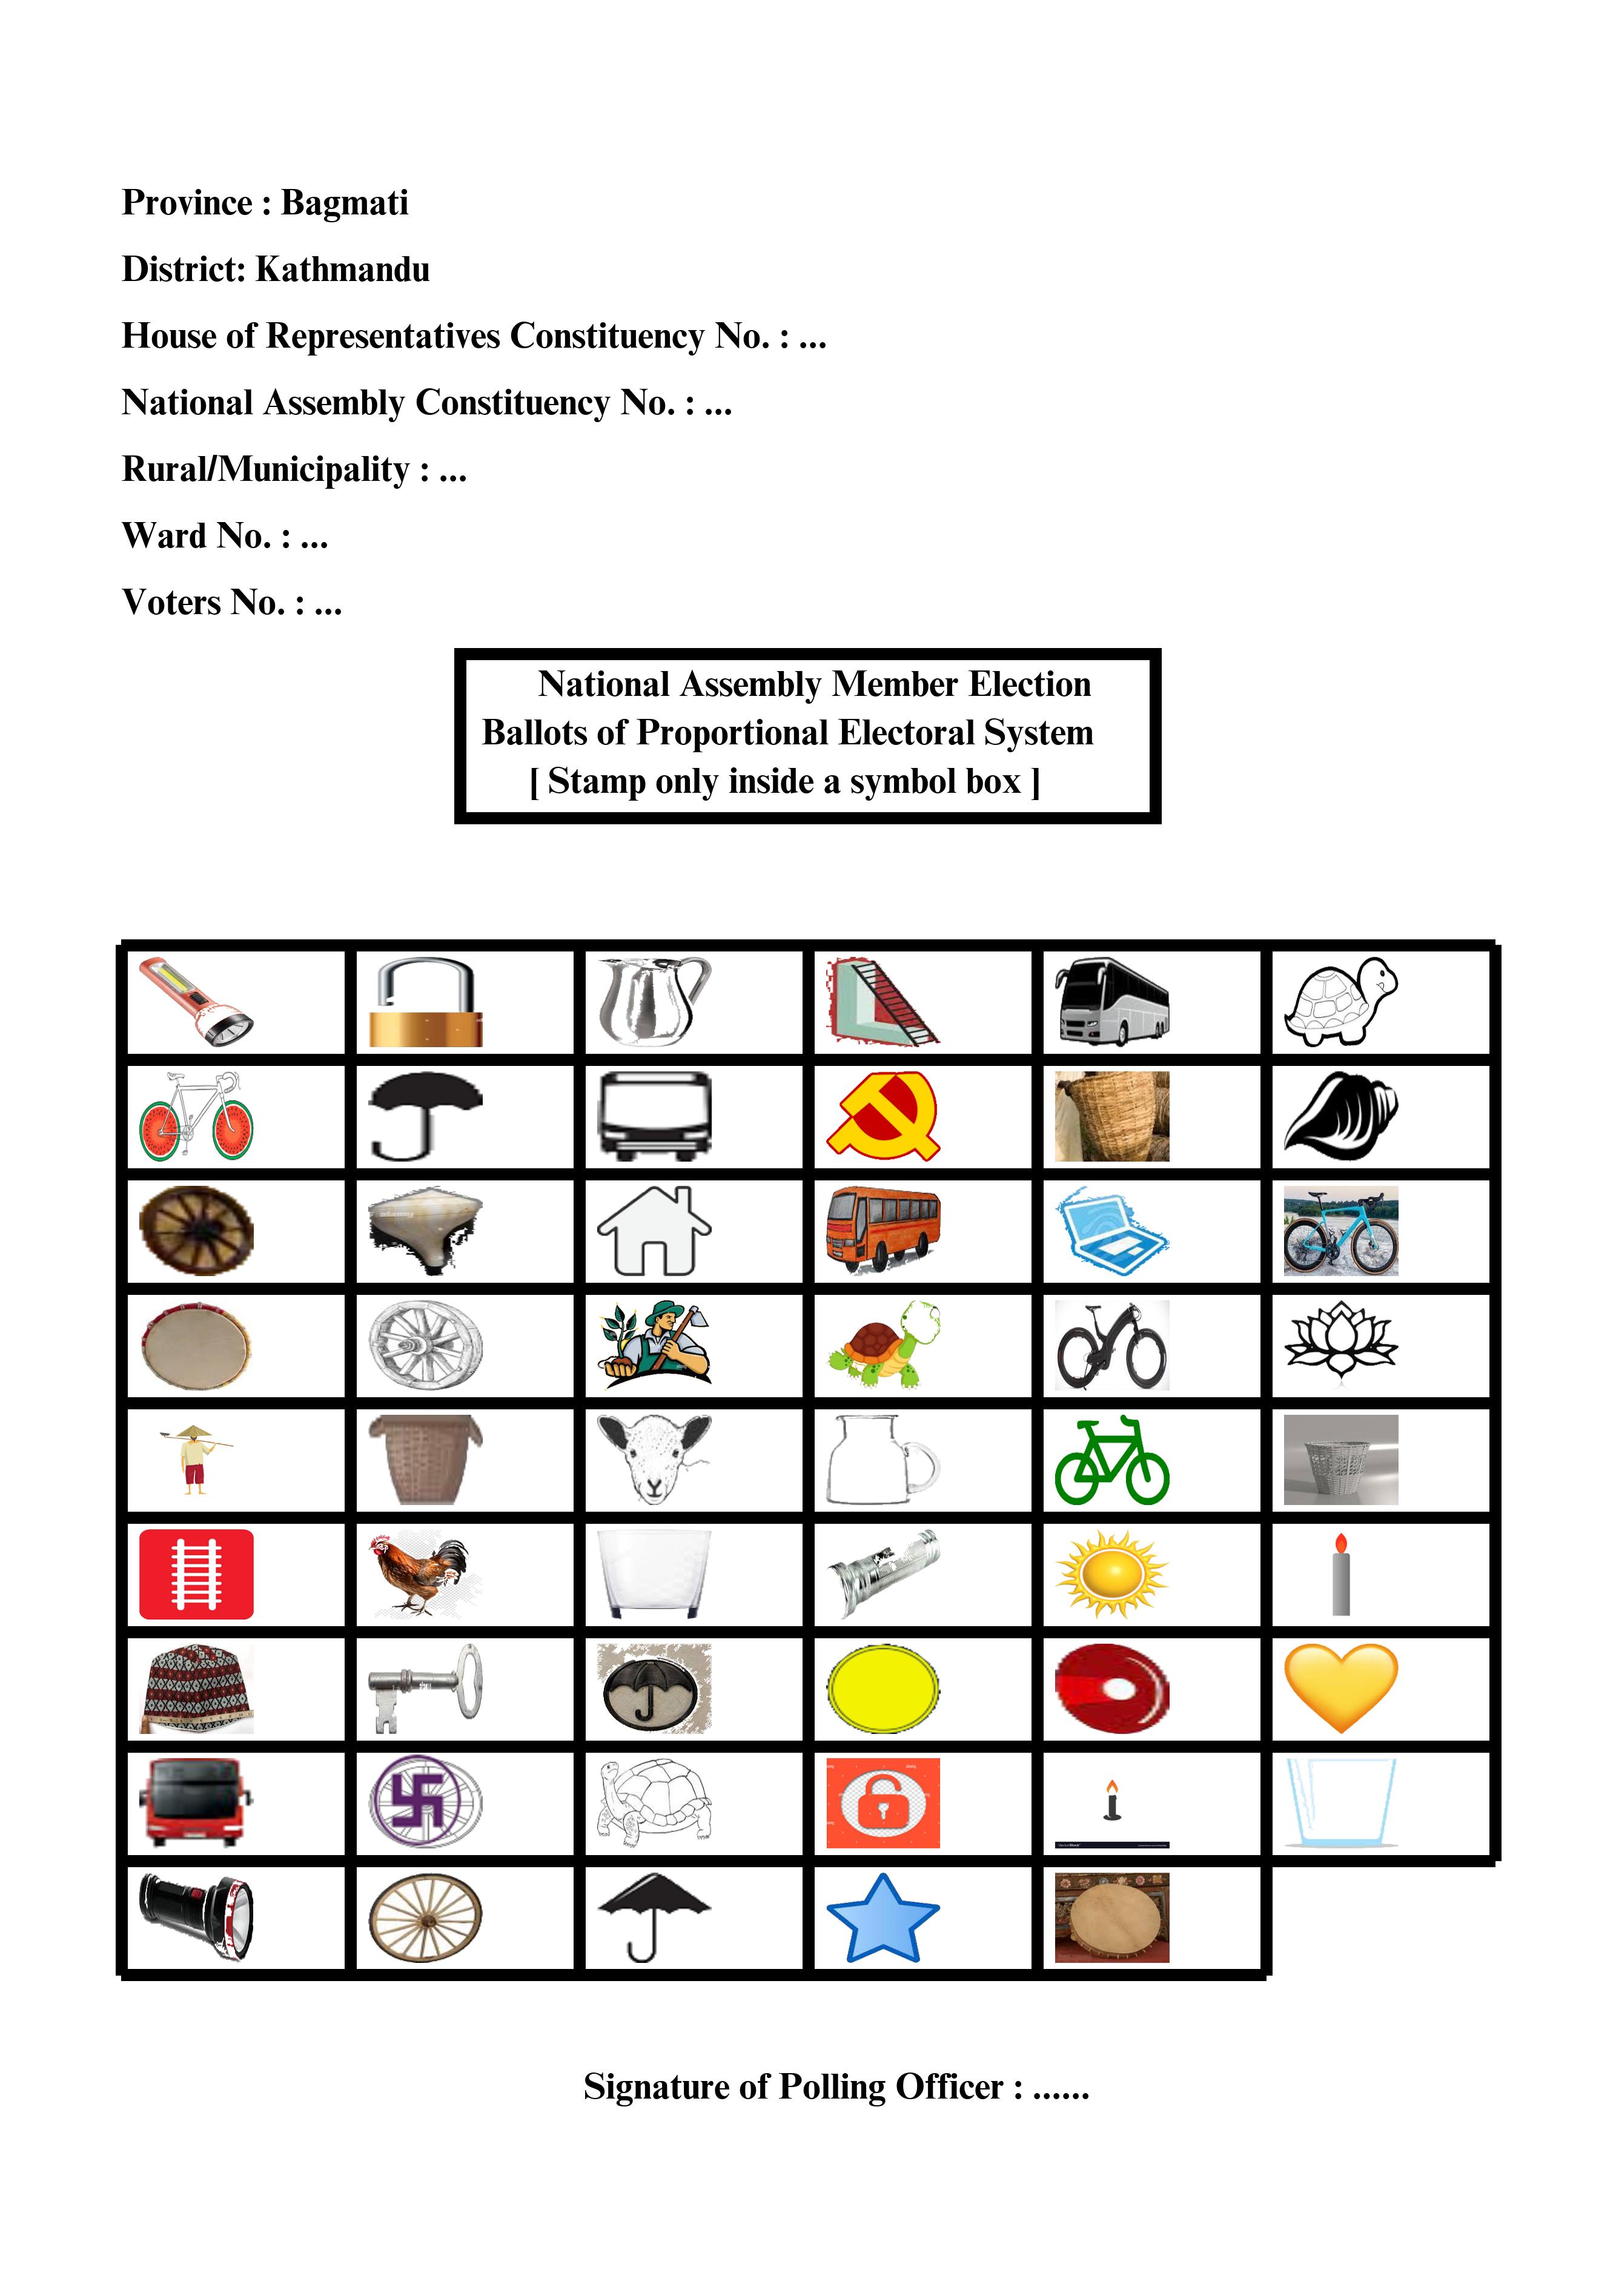 Province : Bagmati
District: Kathmandu
House of Representatives Constituency No. : ...
National Assembly Constituency No. : ...
Rural/Municipality : ...
Ward No. : ...
Voters No. : ...
National Assembly Member Election
Ballots of Proportional Electoral System
[ Stamp only inside a symbol box ]
Signature of Polling Officer : ......